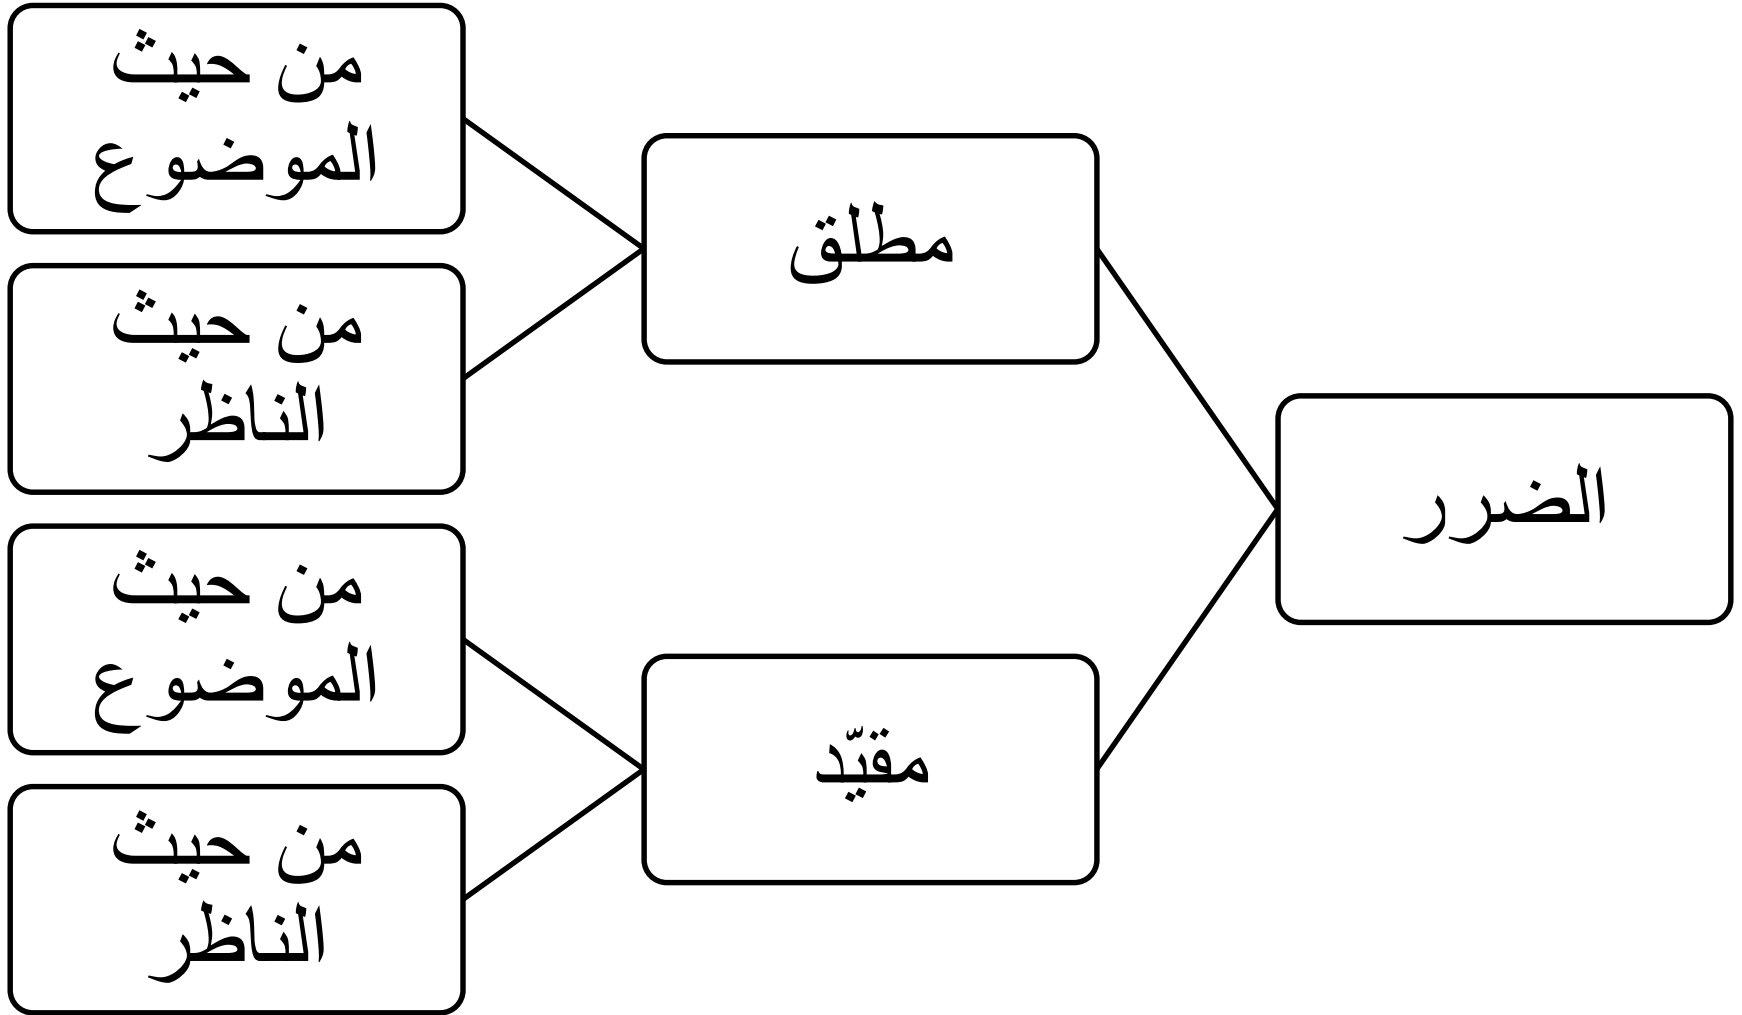 الضرر
مطلق
من حيث
الموضوع
من حيث
الناظر
مقيّد
من حيث
الموضوع
من حيث
الناظر